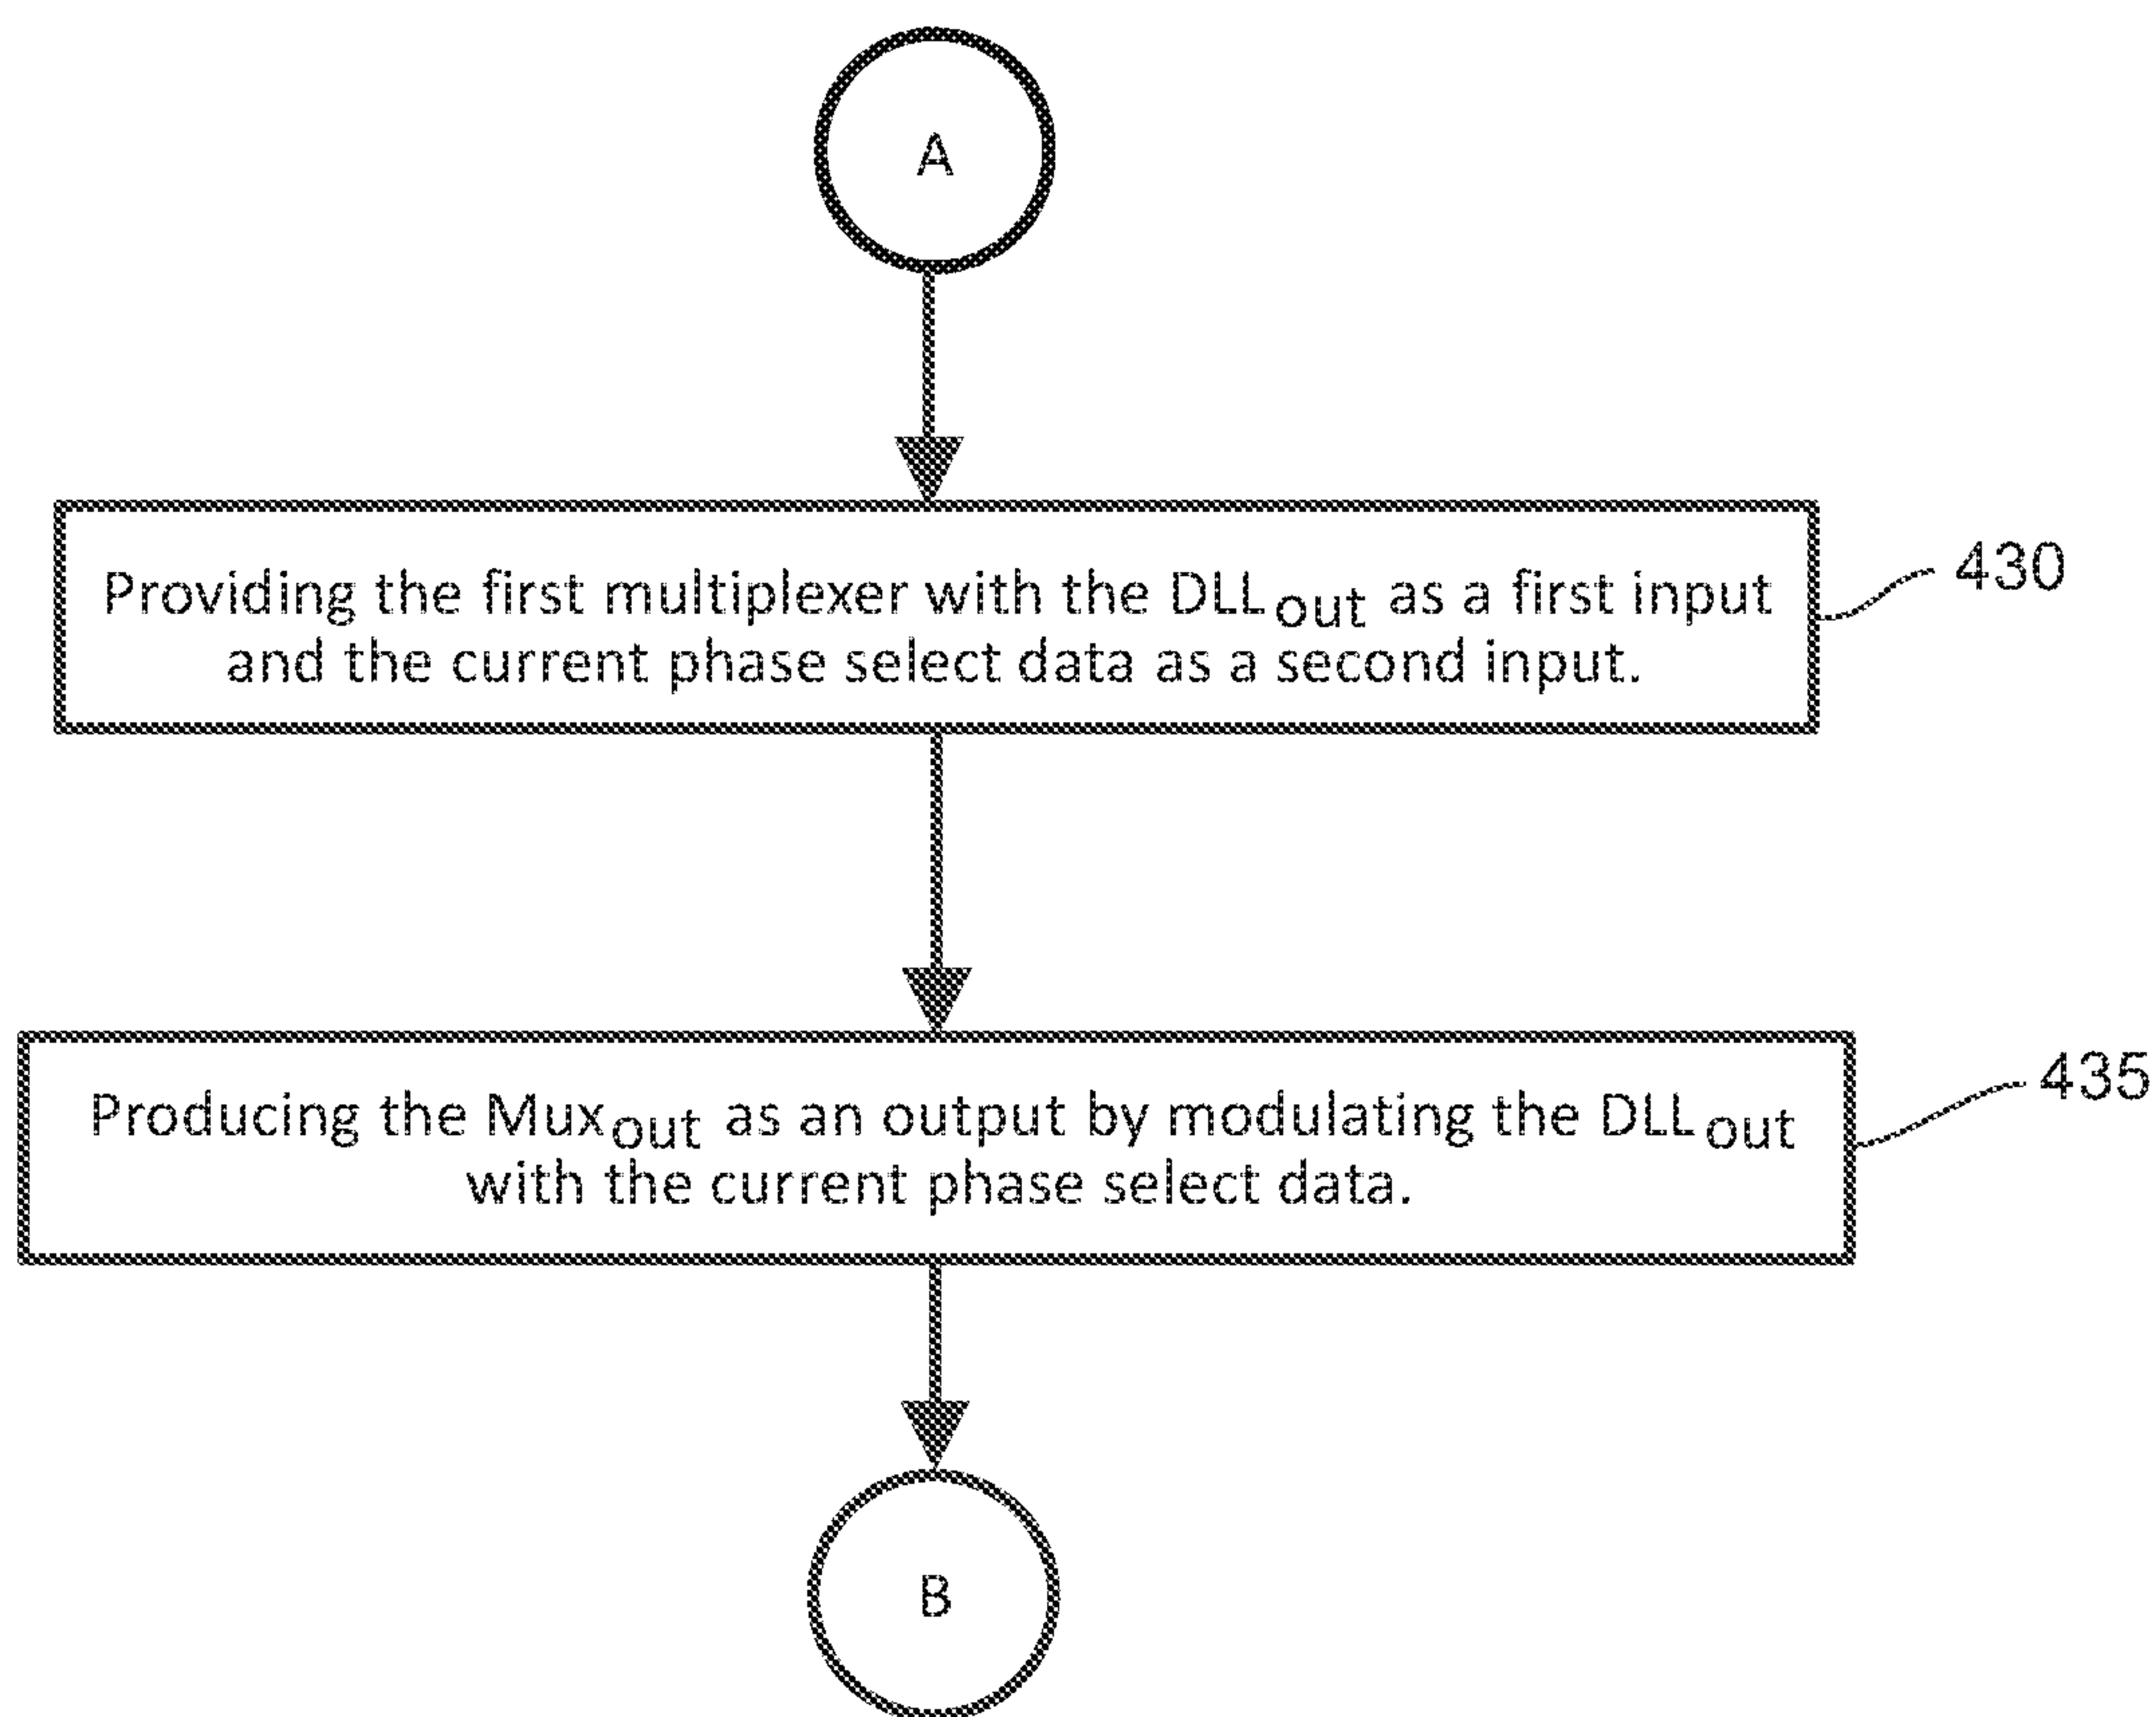 A
Providing the first multiplexer with the DLLout as a first input
and the current phase select data as a second input.
430
Producing the Muxout as an output by modulating the DLLout
with the current phase select data.
435
B